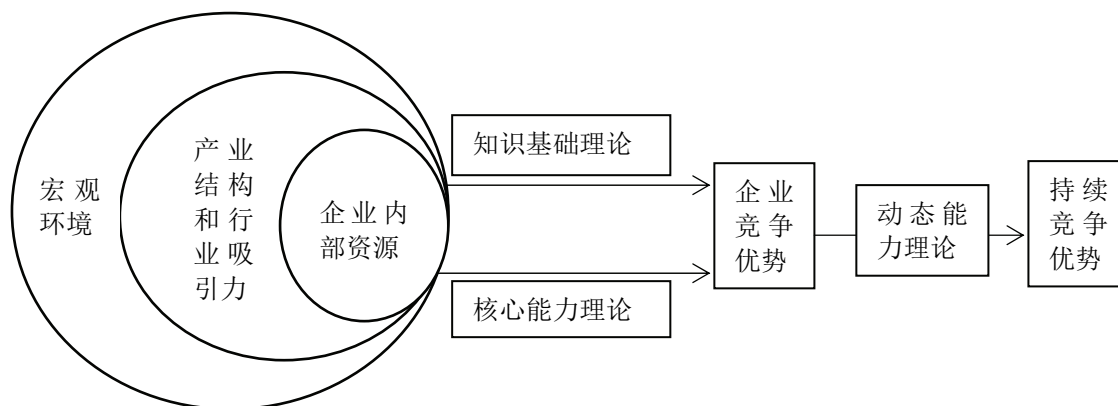 宏观
环境
产业
结构
和行
业吸
引力
企业内
部资源
知识基础理论
核心能力理论
企业
竞争
优势
动态能
力理论
持续
竞争
优势